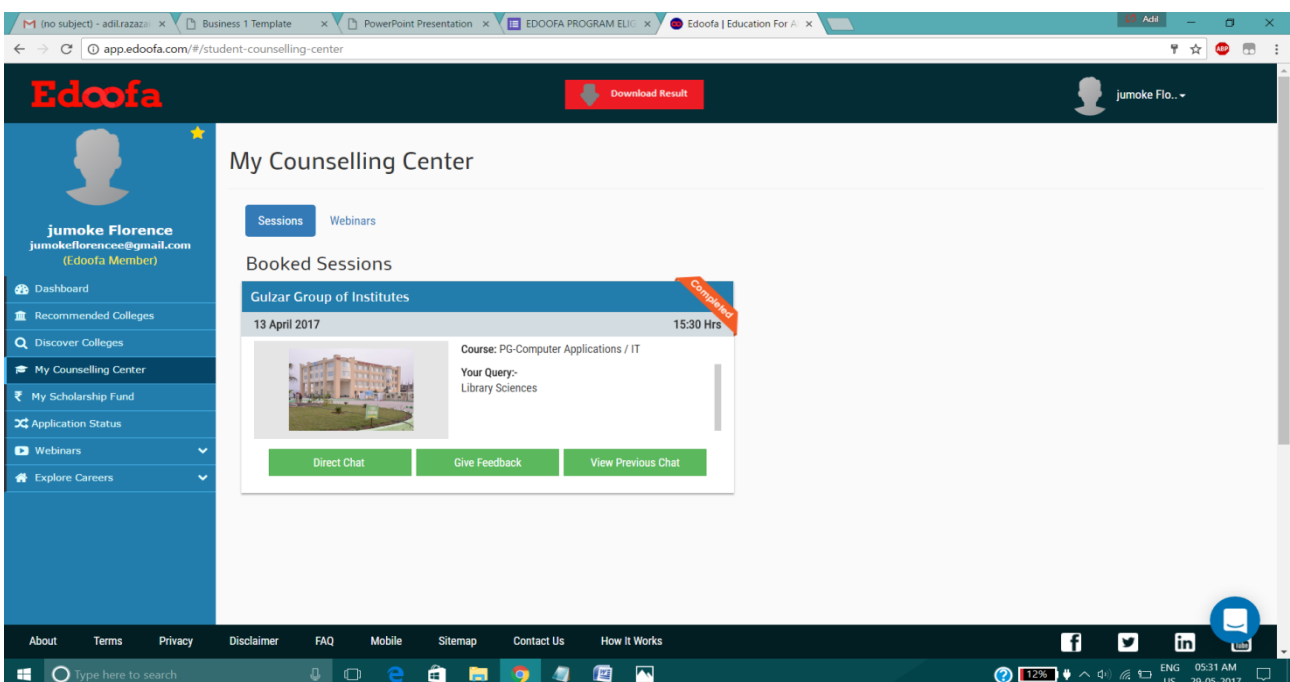 (no subject) - adil.razaza
Business 1 Template
PowerPoint Presentation
EDOOFA PROGRAM ELIG
Edoofa | Education For A
Adil
app.edoofa.com/#/student-counselling-center
ABP
Edoofa
Download Result
jumoke Flo..
jumoke Florence
jumokeflorencee@gmail.com
(Edoofa Member)
Dashboard
Recommended Colleges
Discover Colleges
My Counselling Center
₹ My Scholarship Fund
Application Status
Webinars
Explore Careers
My Counselling Center
Sessions Webinars
Booked Sessions
Gulzar Group of Institutes
Completed
13 April 2017 15:30 Hrs
Course: PG-Computer Applications / IT
Your Query:-
Library Sciences
Direct Chat Give Feedback View Previous Chat
About Terms Privacy Disclaimer FAQ Mobile Sitemap Contact Us How It Works
Type here to search
12%
ENG 05:31 AM
US 29-05-2017